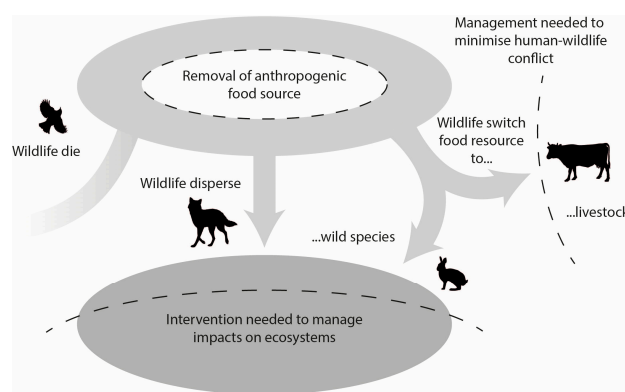 Management needed to
minimise human-wildlife
conflict
Removal of anthropogenic
food source
Wildlife switch
food resource
to...
Wildlife die
Wildlife disperse
...livestock
...wild species
Intervention needed to manage
impacts on ecosystems